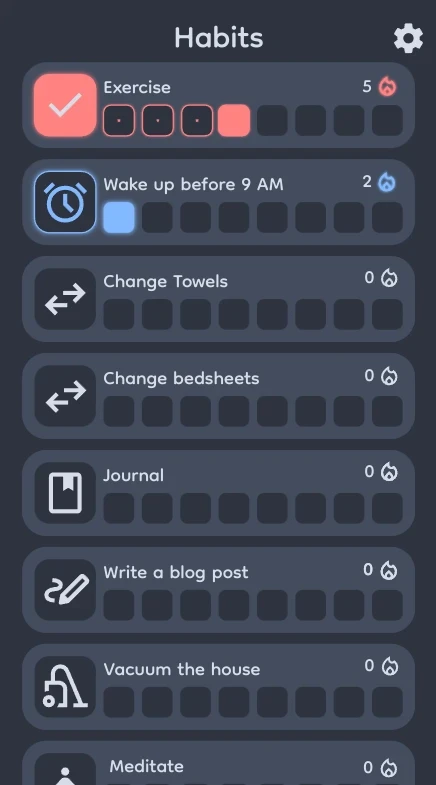 Habits
Exercise
5
Wake up before 9 AM
2
Change Towels
0
Change bedsheets
0
Journal
0
Write a blog post
0
Vacuum the house
0
Meditate
0